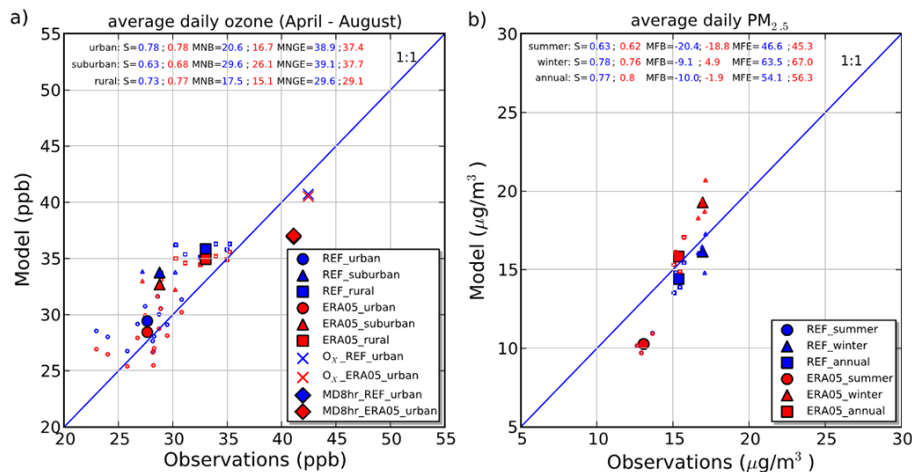 a)
average daily ozone (April - August)
urban: S=0.78 ; 0.78 MNB=20.6 ; 16.7 MNGE=38.9 ; 37.4
suburban: S=0.63 ; 0.68 MNB=29.6 ; 26.1 MNGE=39.1 ; 37.7
rural: S=0.73 ; 0.77 MNB=17.5 ; 15.1 MNGE=29.6 ; 29.1
1:1
55
50
45
40
35
30
25
20
Model (ppb)
REF_urban
REF_suburban
REF_rural
ERA05_urban
ERA05_suburban
ERA05_rural
OX_REF_urban
OX_ERA05_urban
MD8hr_REF_urban
MD8hr_ERA05_urban
20 25 30 35 40 45 50 55
Observations (ppb)
b)
average daily PM2.5
summer: S=0.63 ; 0.62 MFB=-20.4 ; -18.8 MFE=46.6 ; 45.3
winter: S=0.78 ; 0.76 MFB=-9.1 ; 4.9 MFE=63.5 ; 67.0
annual: S=0.77 ; 0.8 MFB=-10.0 ; -1.9 MFE=54.1 ; 56.3
1:1
30
25
20
15
10
5
Model (μg/m³)
REF_summer
REF_winter
REF_annual
ERA05_summer
ERA05_winter
ERA05_annual
5 10 15 20 25 30
Observations (μg/m³)